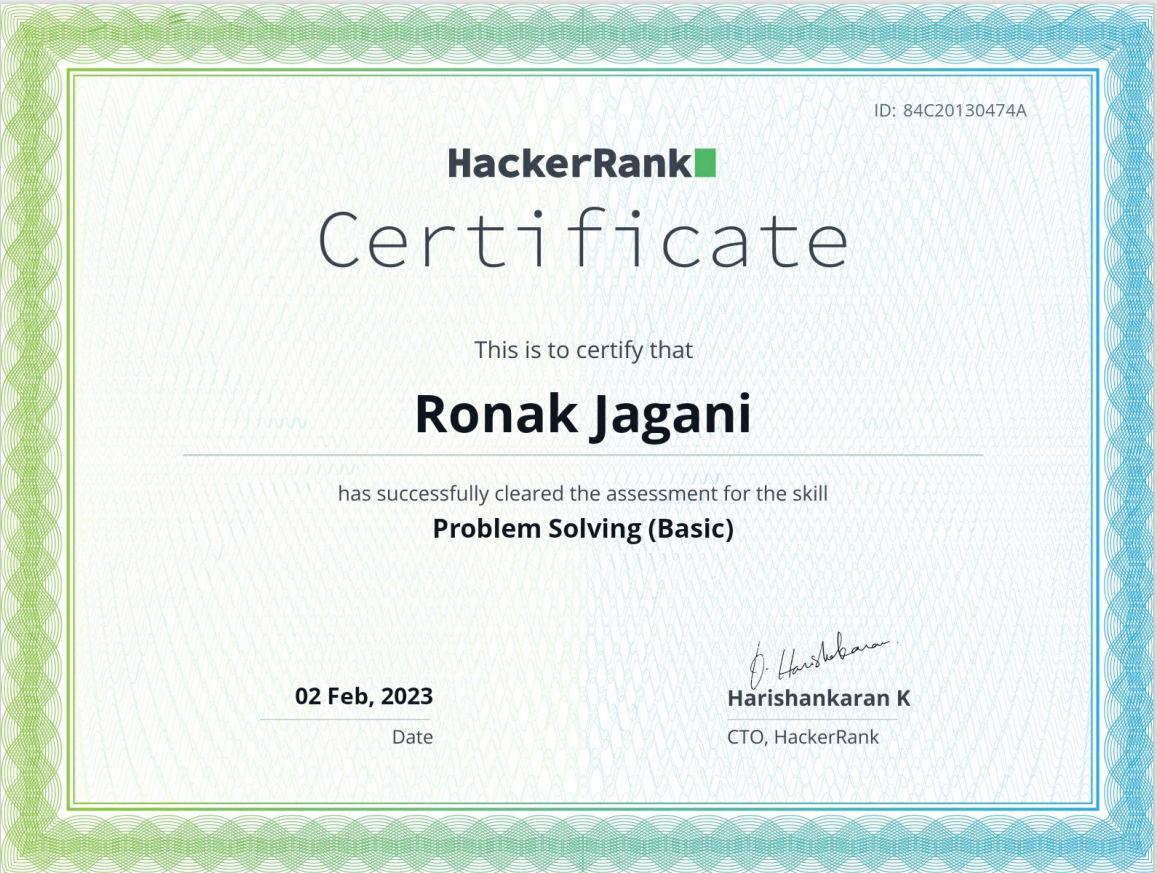 ID: 84C20130474A
HackerRank
Certificate
This is to certify that
Ronak Jagani
has successfully cleared the assessment for the skill
Problem Solving (Basic)
02 Feb, 2023
Date
Harishankaran K
CTO, HackerRank